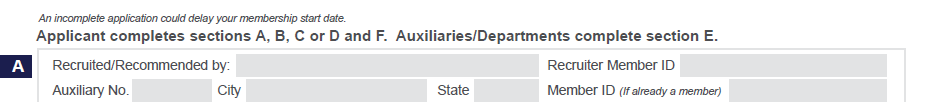 An incomplete application could delay your membership start date.
Applicant completes sections A, B, C or D and F. Auxiliaries/Departments complete section E.
A Recruited/Recommended by: Recruiter Member ID
Auxiliary No. City State Member ID (If already a member)